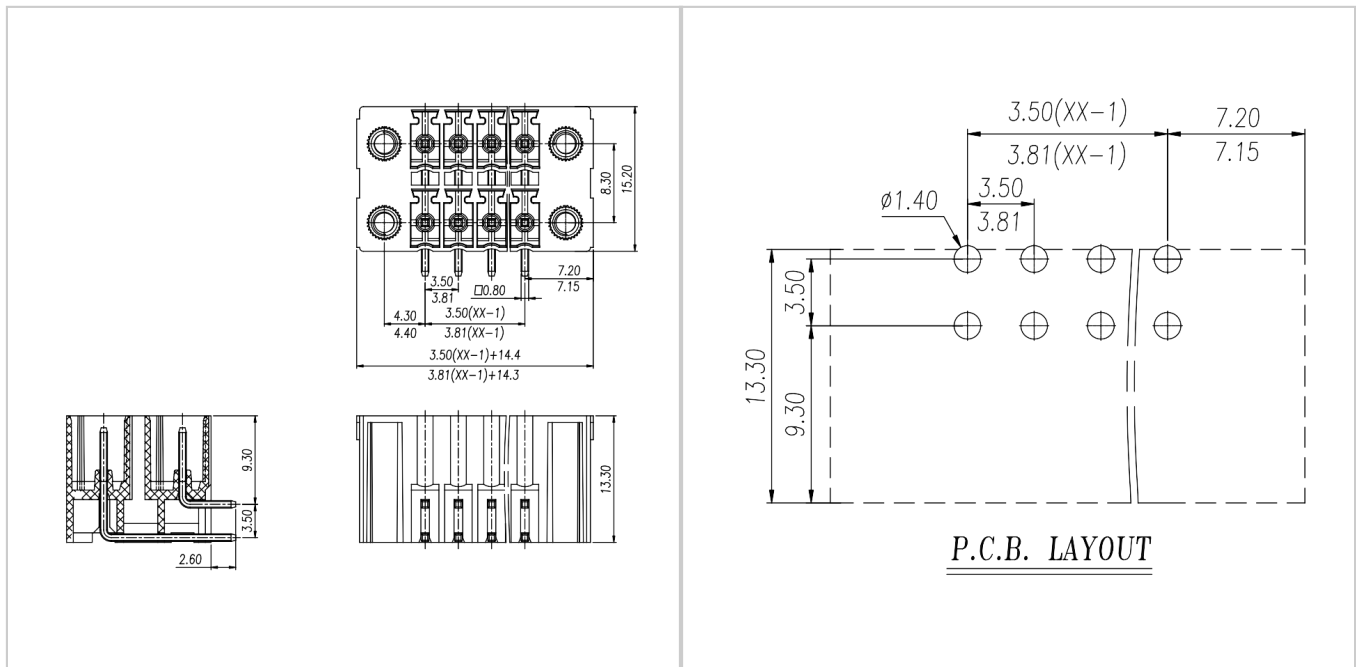 8.30
15.20
3.50
3.81
□0.80
7.20
7.15
4.30
4.40
3.50(XX-1)
3.81(XX-1)
3.50(XX-1)+14.4
3.81(XX-1)+14.3
9.30
3.50
2.60
13.30
3.50(XX-1)
3.81(XX-1)
7.20
7.15
ø1.40
3.50
3.81
3.50
13.30
9.30
P.C.B. LAYOUT